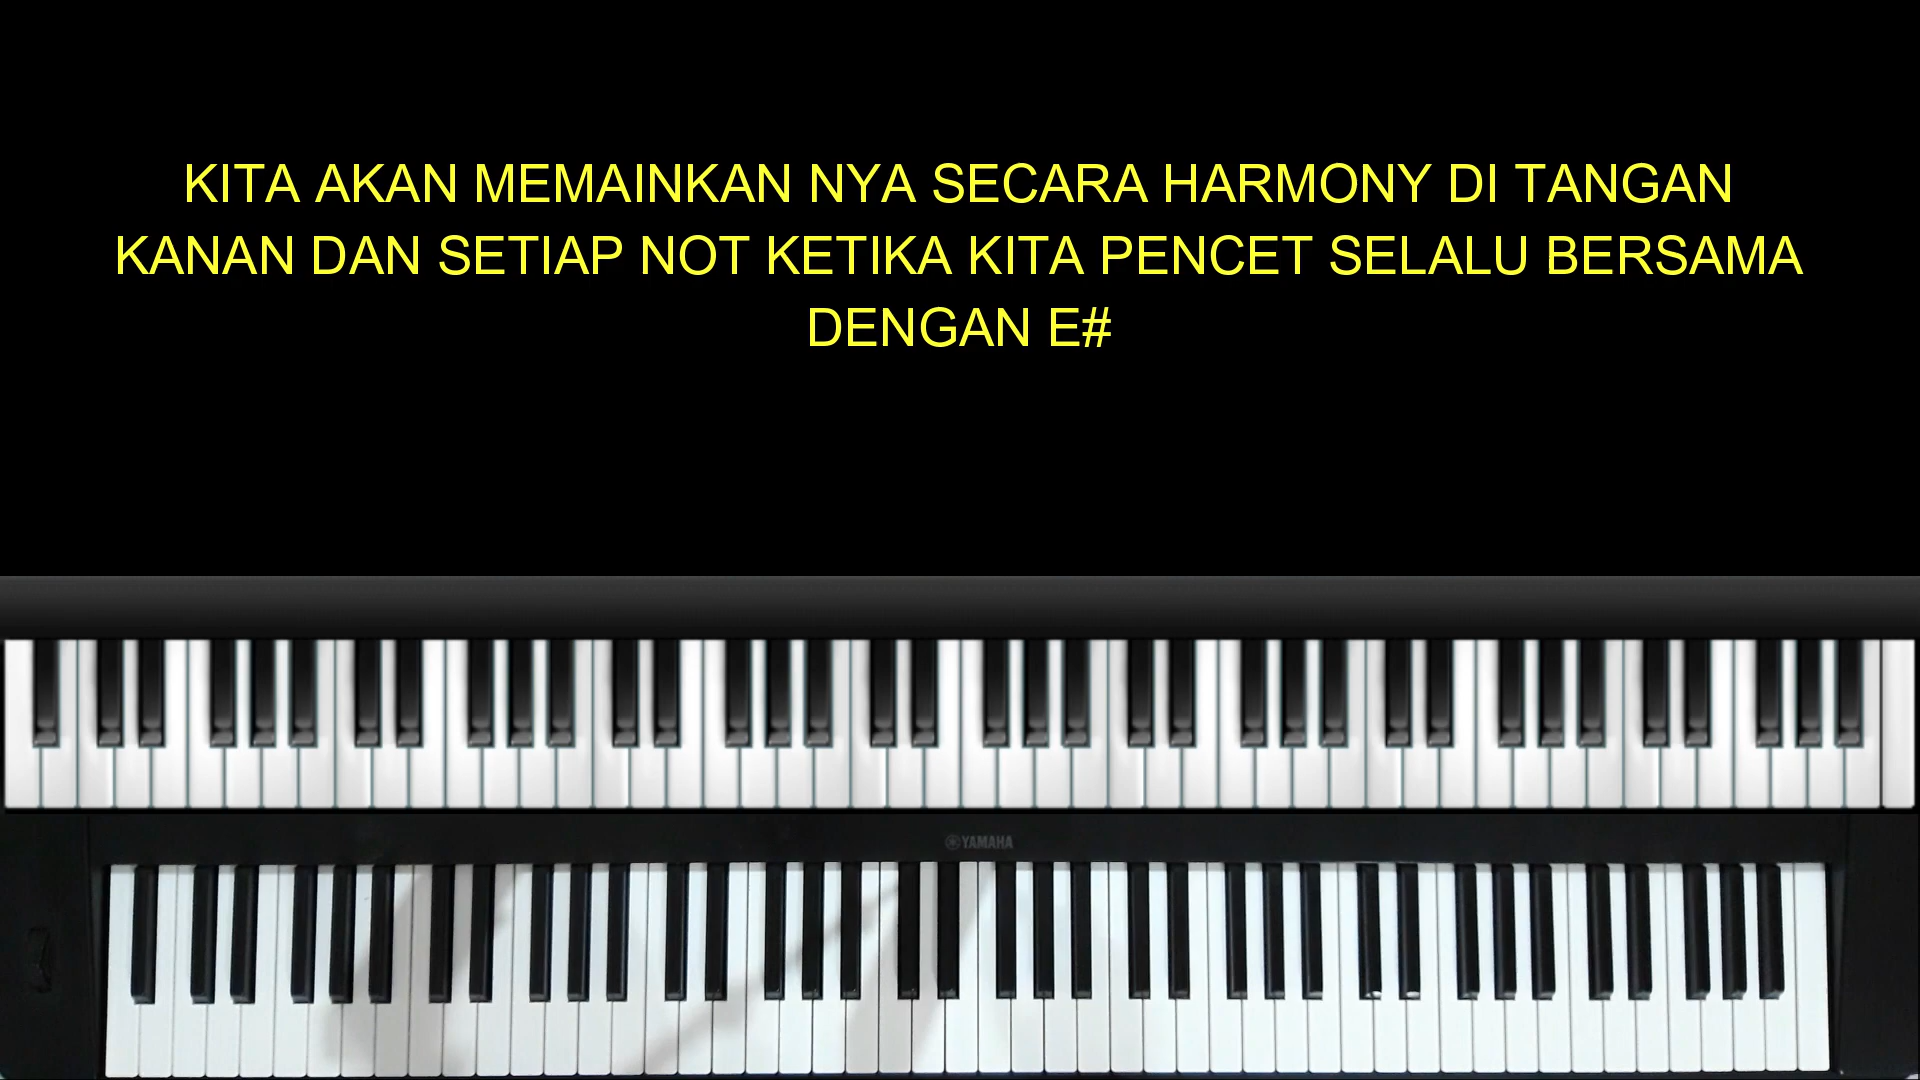 KITA AKAN MEMAINKAN NYA SECARA HARMONY DI TANGAN
KANAN DAN SETIAP NOT KETIKA KITA PENCET SELALU BERSAMA
DENGAN E#
YAMAHA